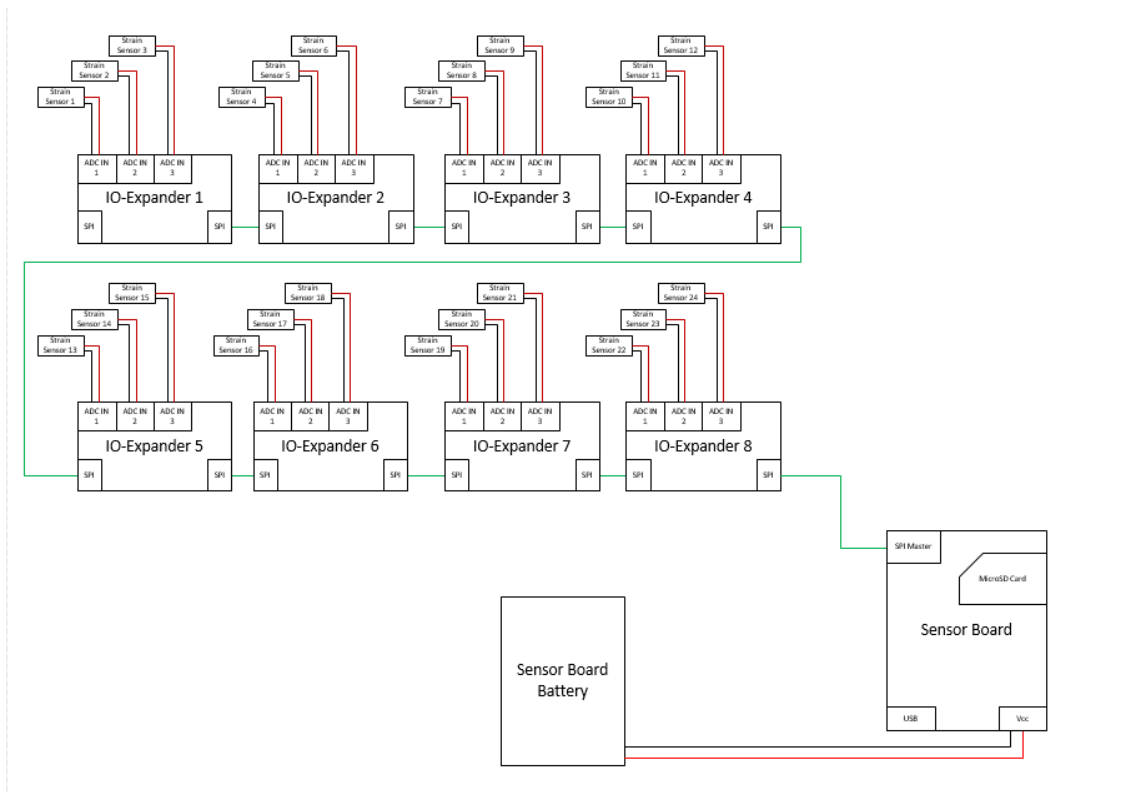 Strain
Sensor 3
Strain
Sensor 6
Strain
Sensor 9
Strain
Sensor 12
Strain
Sensor 2
Strain
Sensor 5
Strain
Sensor 8
Strain
Sensor 11
Strain
Sensor 1
Strain
Sensor 4
Strain
Sensor 7
Strain
Sensor 10
ADC IN
1
ADC IN
2
ADC IN
3
IO-Expander 1
SPI
SPI
ADC IN
1
ADC IN
2
ADC IN
3
IO-Expander 2
SPI
SPI
ADC IN
1
ADC IN
2
ADC IN
3
IO-Expander 3
SPI
SPI
ADC IN
1
ADC IN
2
ADC IN
3
IO-Expander 4
SPI
SPI
Strain
Sensor 15
Strain
Sensor 18
Strain
Sensor 21
Strain
Sensor 24
Strain
Sensor 14
Strain
Sensor 17
Strain
Sensor 20
Strain
Sensor 23
Strain
Sensor 13
Strain
Sensor 16
Strain
Sensor 19
Strain
Sensor 22
ADC IN
1
ADC IN
2
ADC IN
3
IO-Expander 5
SPI
SPI
ADC IN
1
ADC IN
2
ADC IN
3
IO-Expander 6
SPI
SPI
ADC IN
1
ADC IN
2
ADC IN
3
IO-Expander 7
SPI
SPI
ADC IN
1
ADC IN
2
ADC IN
3
IO-Expander 8
SPI
SPI
SPI Master
MicroSD Card
Sensor Board
USB
Vcc
Sensor Board
Battery